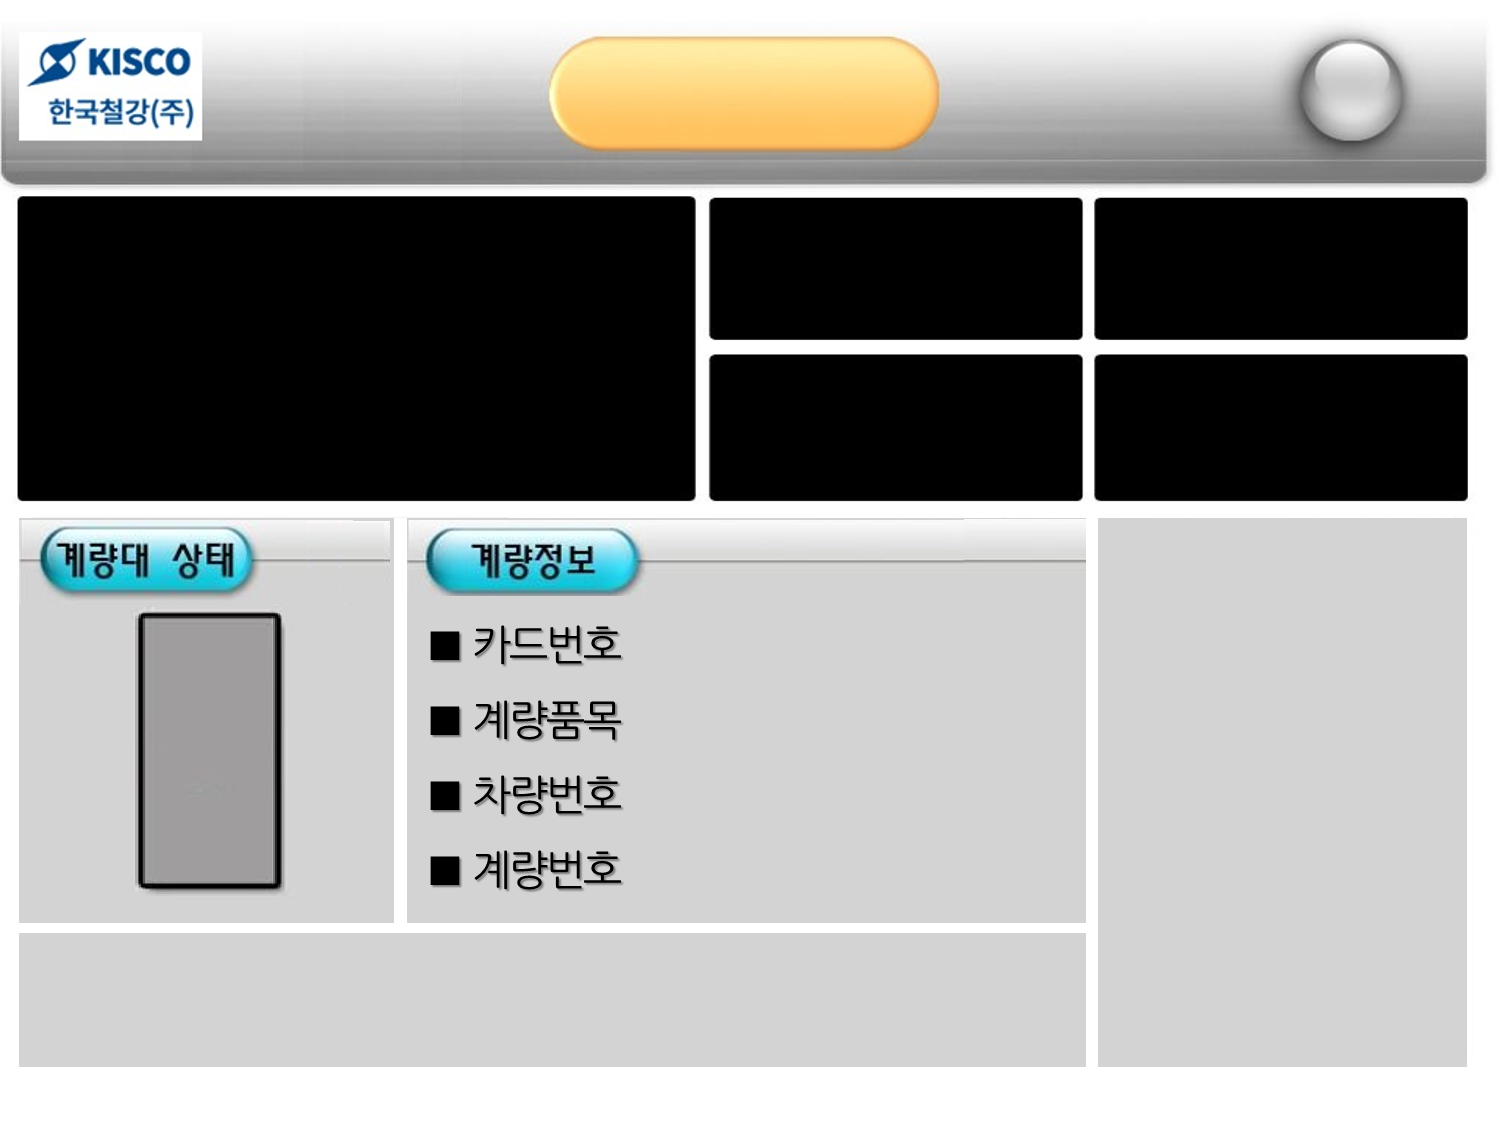 KISCO
한국철강(주)
계량대 상태
계량정보
■ 카드번호
■ 계량품목
■ 차량번호
■ 계량번호